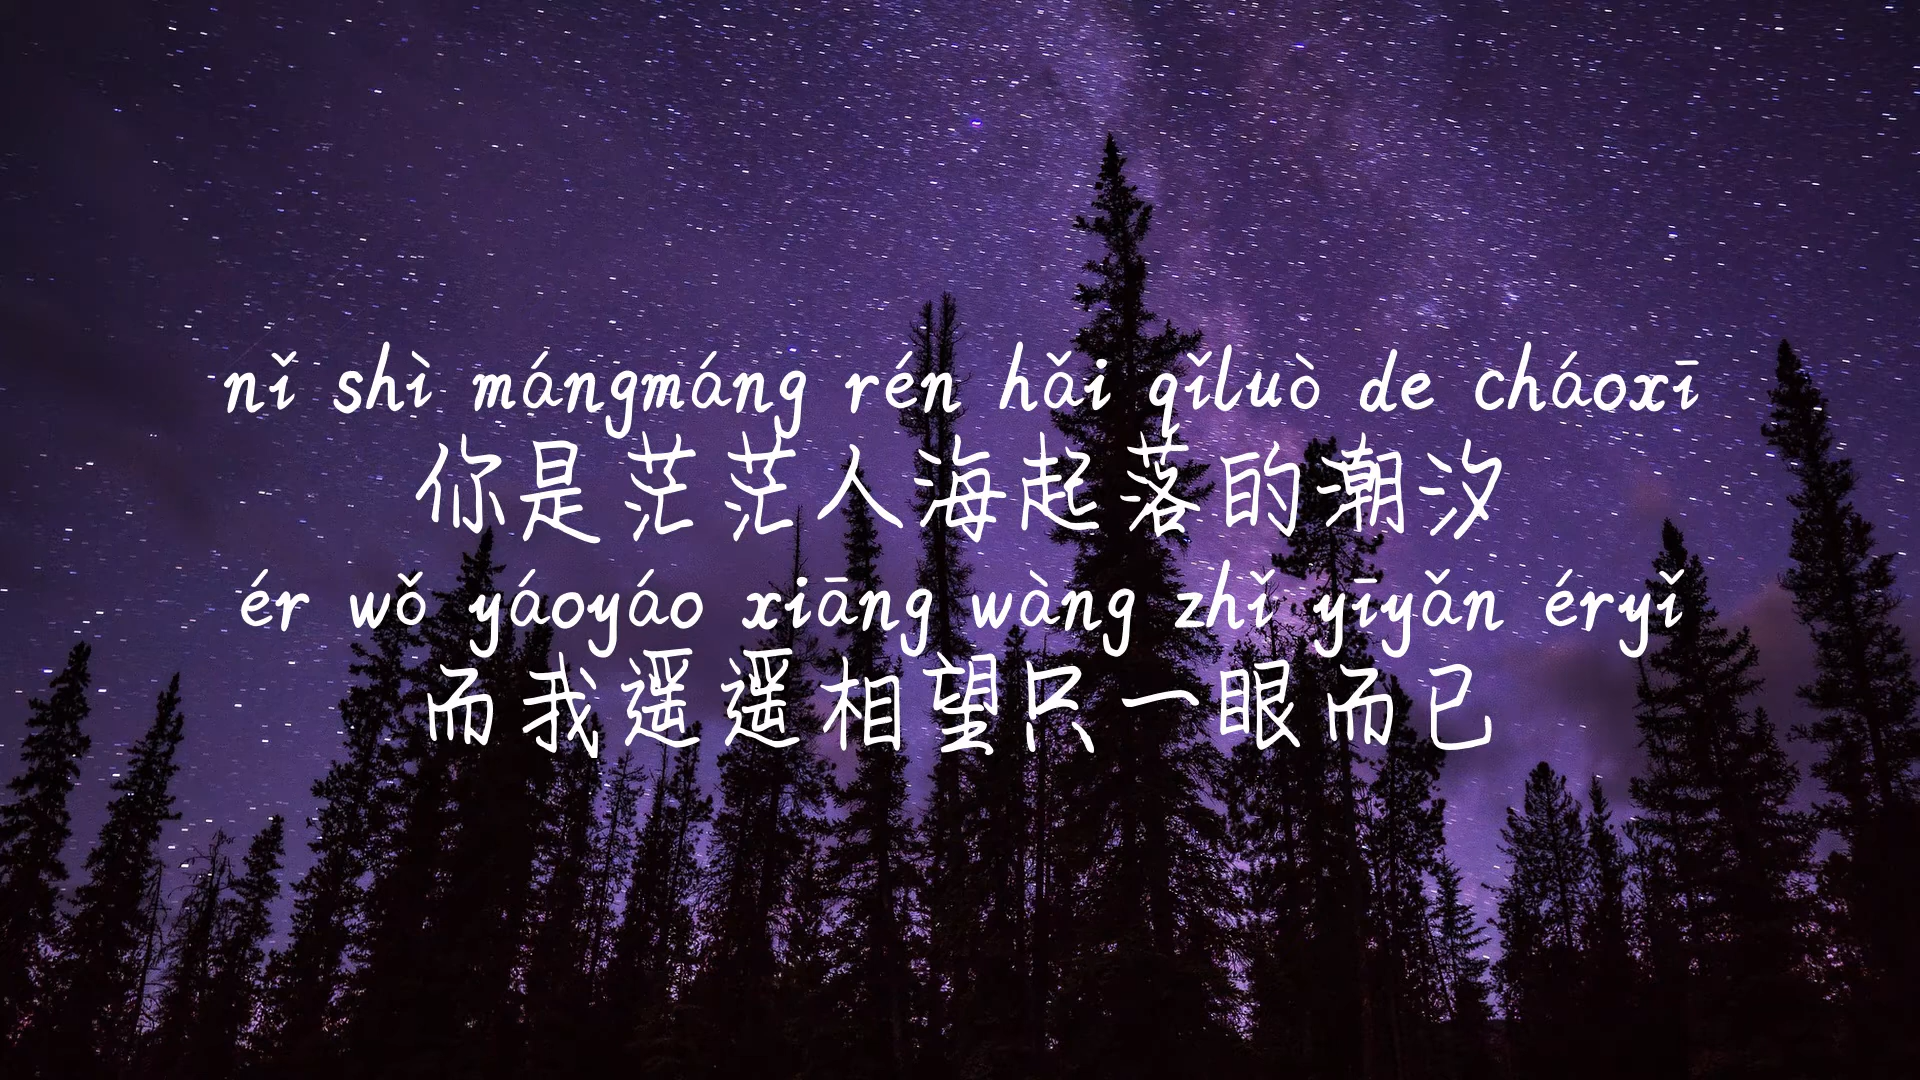 nǐ shì mángmáng rén hǎi qǐluò de cháoxī
你是茫茫人海起落的潮汐
ér wǒ yáoyáo xiāng wàng zhǐ yīyǎn éryǐ
而我遥遥相望只一眼而已